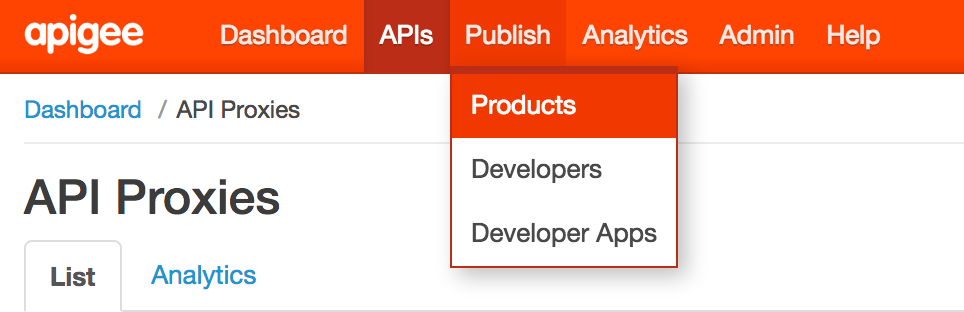 apigee Dashboard APIs Publish Analytics Admin Help
Dashboard / API Proxies
Products
Developers
Developer Apps
API Proxies
List Analytics